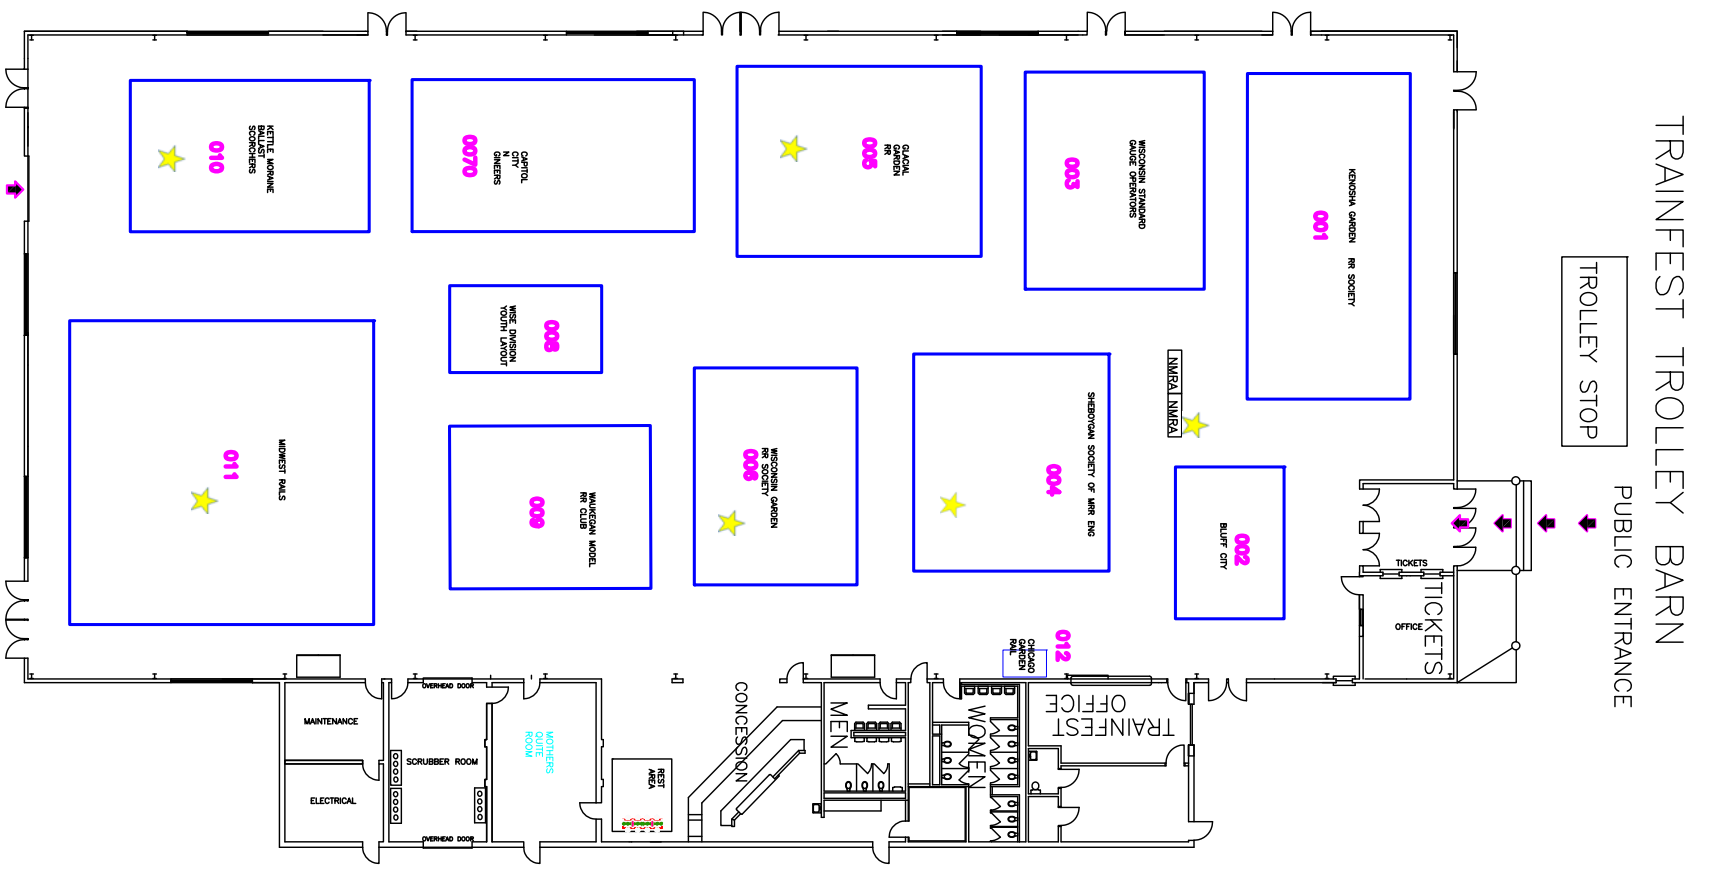 TRAINFEST TROLLEY BARN
TROLLEY STOP
PUBLIC ENTRANCE
KENOSHA GARDEN RR SOCIETY
001
WISCONSIN STANDARD
GAUGE OPERATORS
003
GLACIAL
GARDEN
RR
005
CAPITOL
CITY
N
GINEERS
0070
KETTLE MORAINE
BALLAST
SCORCHERS
010
NMRA NMRA
BLUFF CITY
002
SHEBOYGAN SOCIETY OF MRR ENG
004
WISCONSIN GARDEN
RR SOCIETY
006
WISE DIVISION
YOUTH LAYOUT
008
WAUKEGAN MODEL
RR CLUB
009
MIDWEST RAILS
011
012
CHICAGO
GARDEN
RAIL
TICKETS
TICKETS
OFFICE
TRAINFEST
OFFICE
WOMEN
MEN
CONCESSION
REST
AREA
MOTHERS
QUITE
ROOM
OVERHEAD DOOR
SCRUBBER ROOM
OVERHEAD DOOR
MAINTENANCE
ELECTRICAL